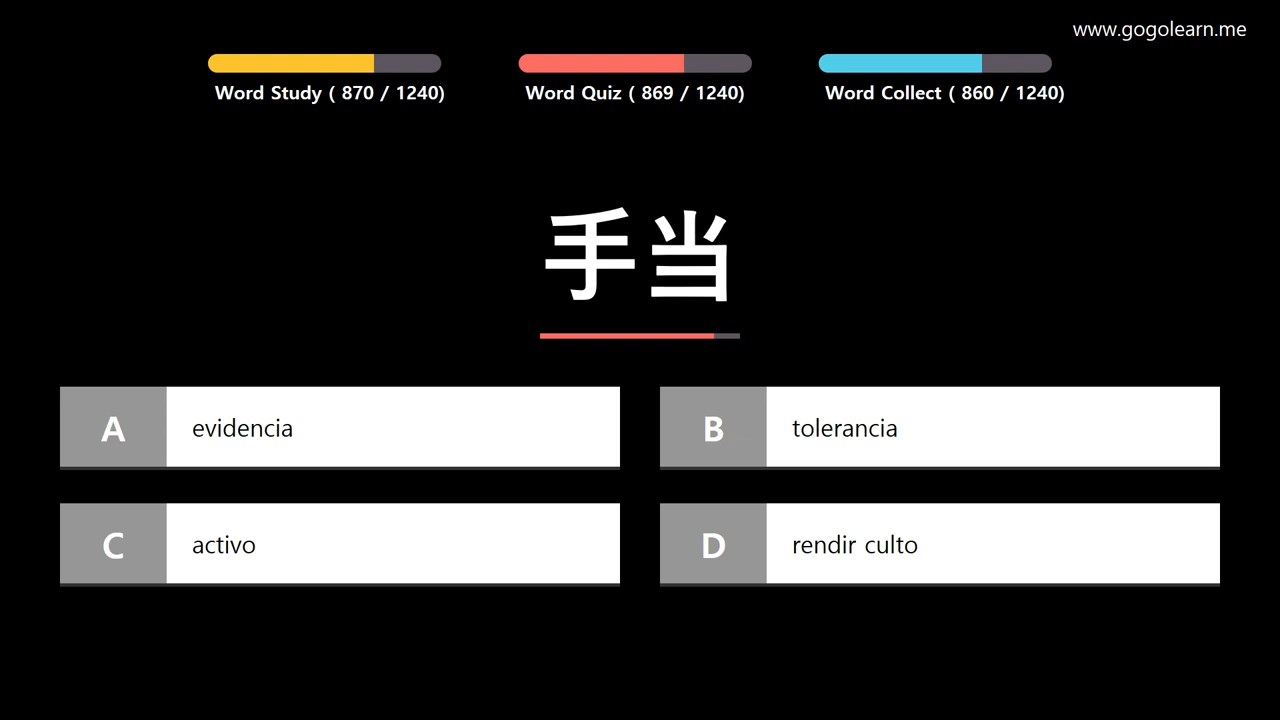 www.gogolearn.me
Word Study ( 870 / 1240)
Word Quiz ( 869 / 1240)
Word Collect ( 860 / 1240)
手当
A evidencia
B tolerancia
C activo
D rendir culto